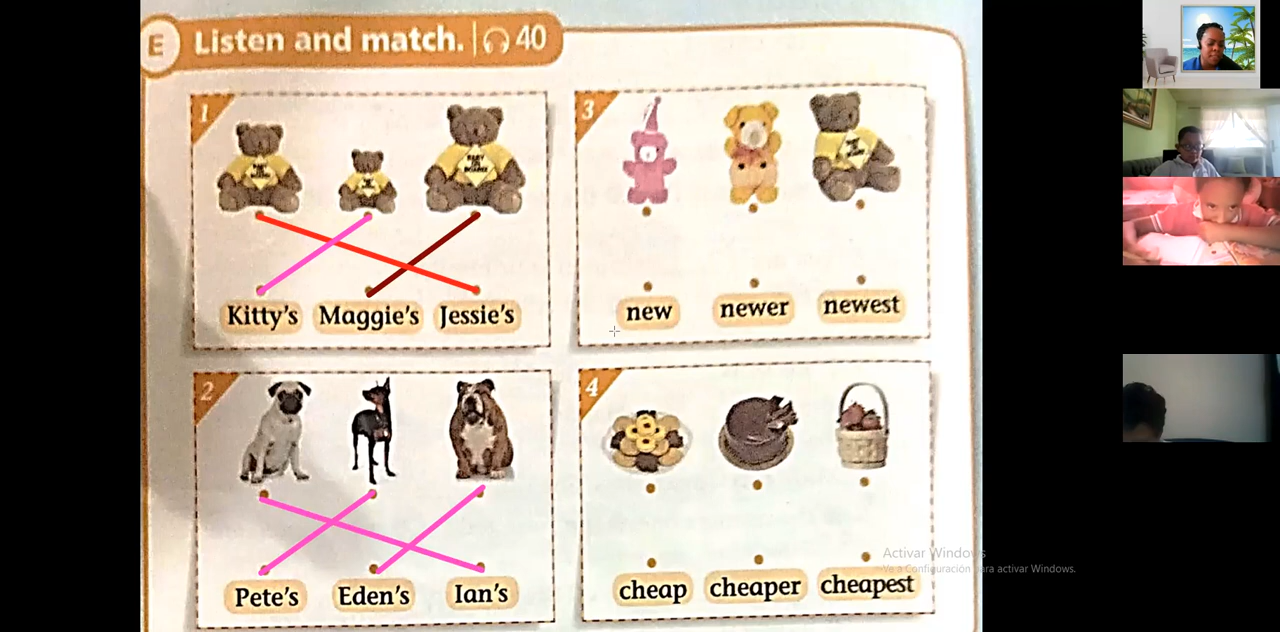 E Listen and match. | 40
1
Kitty's Maggie's Jessie's
2
Pete's Eden's Ian's
3
new newer newest
4
cheap cheaper cheapest
Activar Windows
Ve a Configuración para activar Windows.